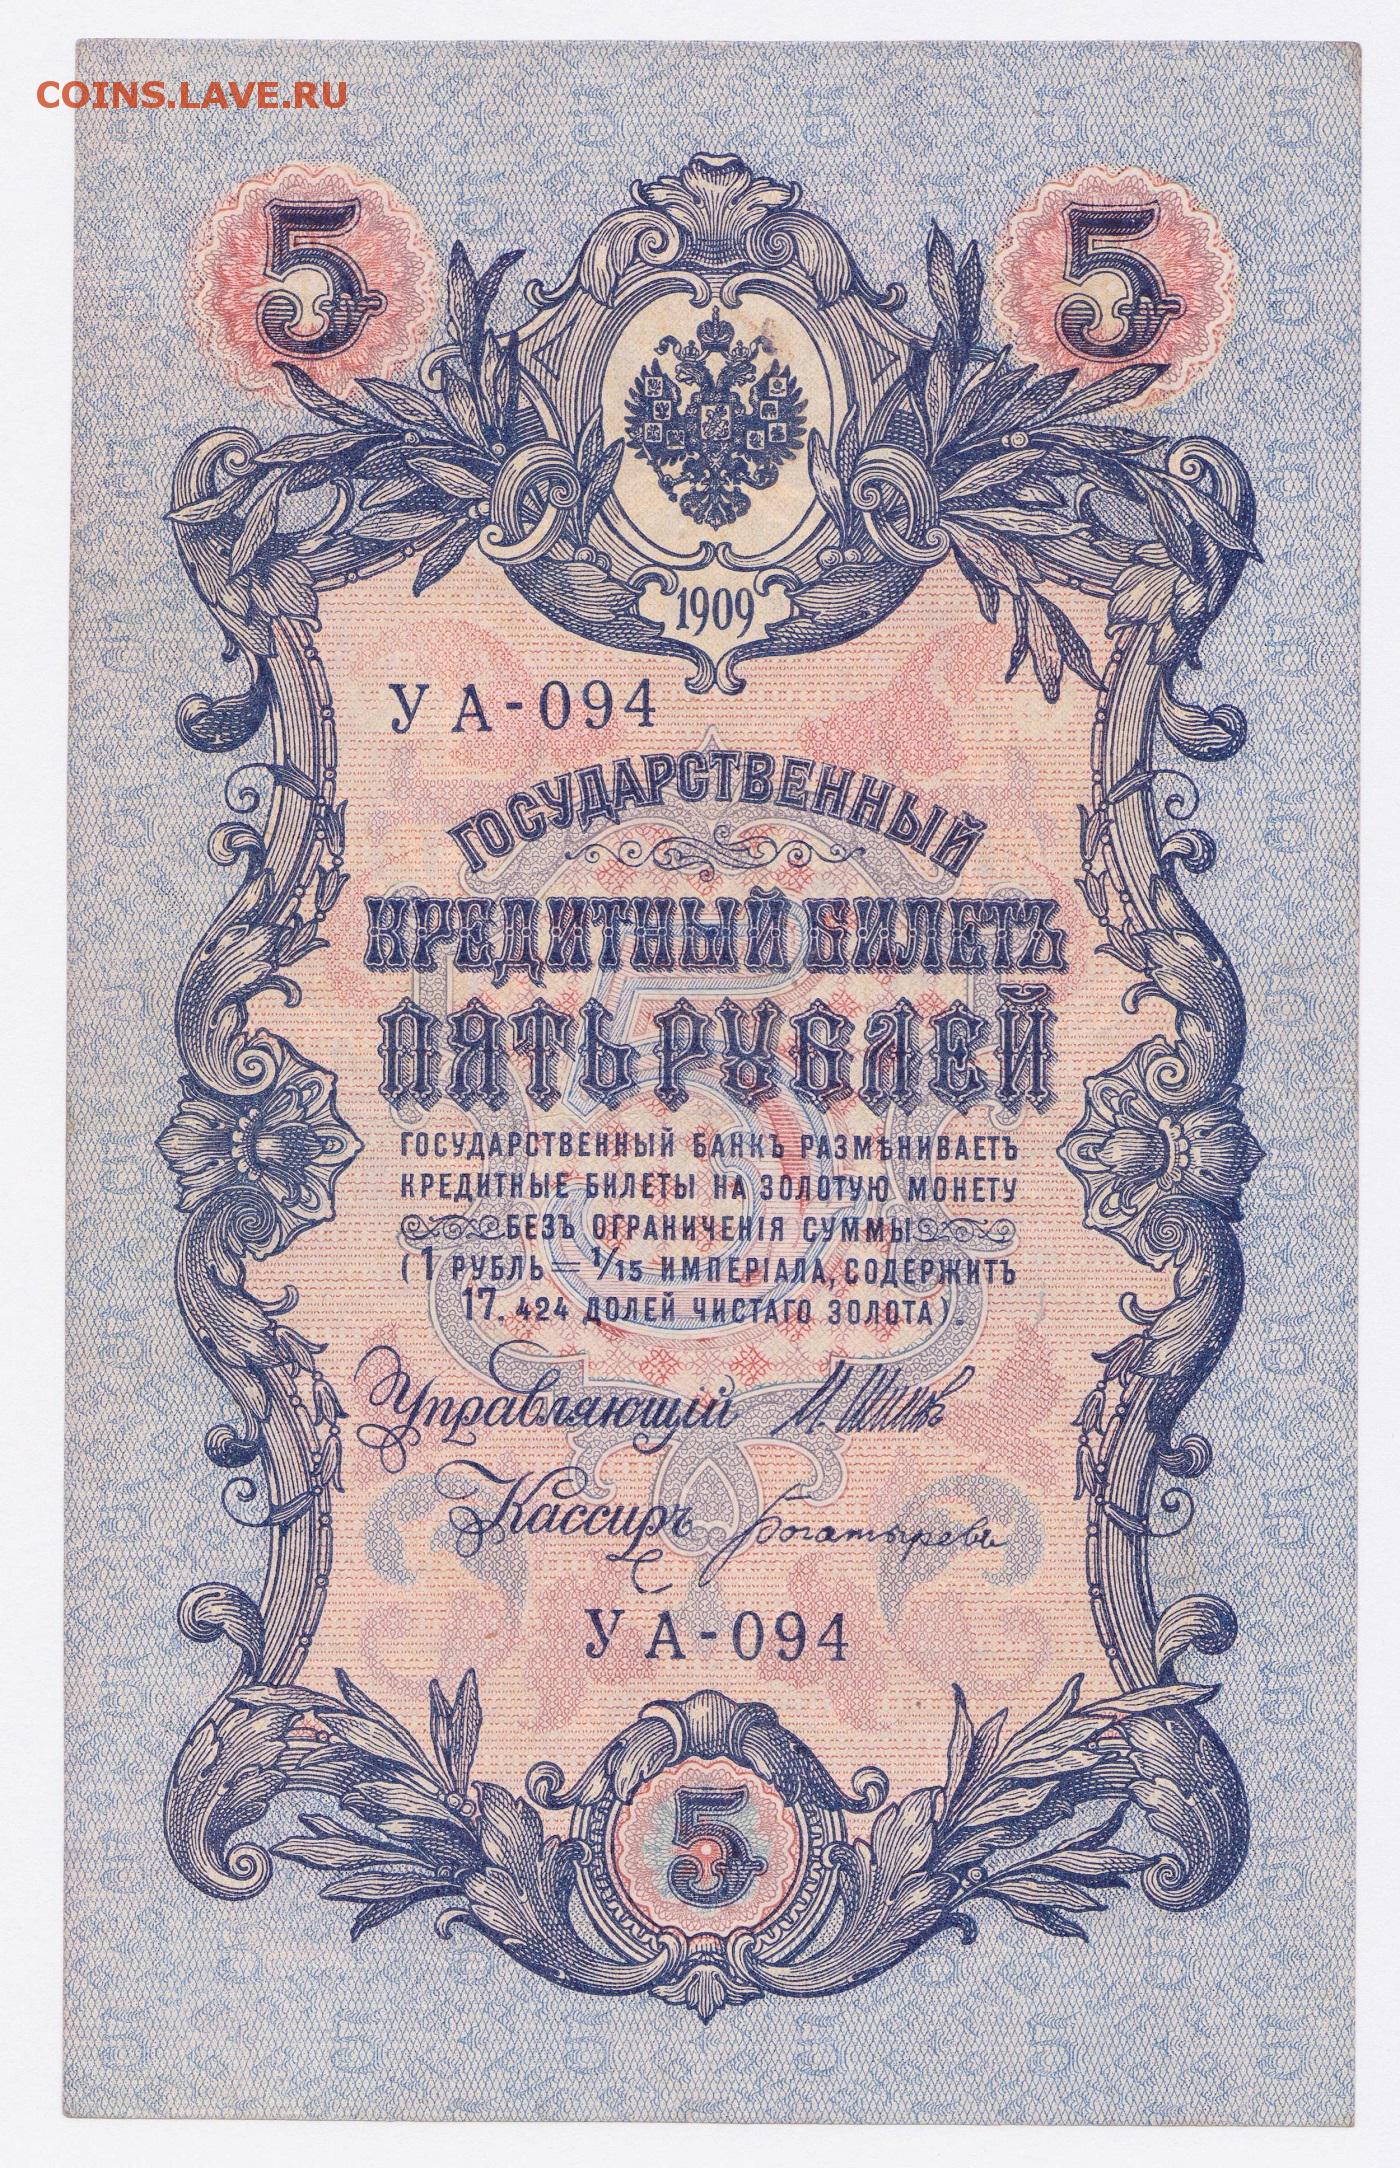 COINS.LAVE.RU
5 5
1909
УА-094
ГОСУДАРСТВЕННЫЙ
КРЕДИТНЫЙ БИЛЕТЪ
ПЯТЬ РУБЛЕЙ
ГОСУДАРСТВЕННЫЙ БАНКЪ РАЗМѢНИВАЕТЪ
КРЕДИТНЫЕ БИЛЕТЫ НА ЗОЛОТУЮ МОНЕТУ
БЕЗЪ ОГРАНИЧЕНІЯ СУММЫ
(1 РУБЛЬ = 1/15 ИМПЕРІАЛА, СОДЕРЖИТЪ
17. 424 ДОЛЕЙ ЧИСТАГО ЗОЛОТА).
Управляющій И. Шиповъ
Кассиръ Богатыревъ
УА-094
5